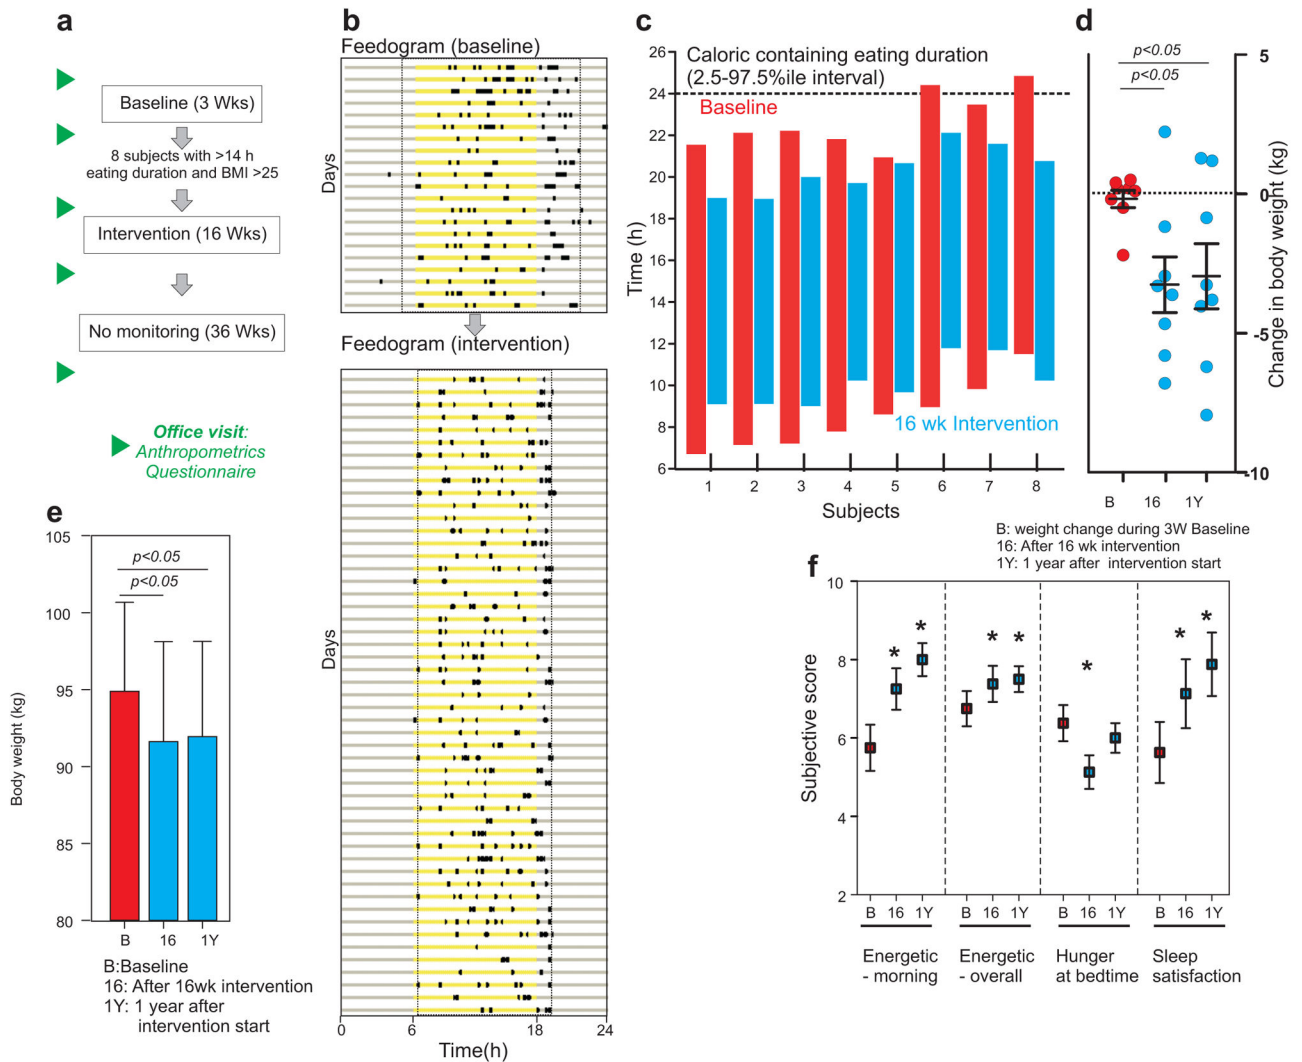 a
Baseline (3 Wks)
8 subjects with >14 h
eating duration and BMI >25
Intervention (16 Wks)
No monitoring (36 Wks)
Office visit:
Anthropometrics
Questionnaire
b
Feedogram (baseline)
Days
Feedogram (intervention)
Days
0 6 18 24
Time(h)
c
26
24
22
20
18
16
14
12
10
8
6
Time (h)
Caloric containing eating duration
(2.5-97.5%ile interval)
Baseline
16 wk Intervention
1 2 3 4 5 6 7 8
Subjects
d
p<0.05
p<0.05
5
0
-5
-10
Change in body weight (kg)
B 16 1Y
B: weight change during 3W Baseline
16: After 16 wk intervention
1Y: 1 year after intervention start
e
105
100
95
90
85
80
Body weight (kg)
p<0.05
p<0.05
B 16 1Y
B:Baseline
16: After 16wk intervention
1Y: 1 year after
intervention start
f
10
8
6
4
2
Subjective score
* *
* *
*
* *
B 16 1Y B 16 1Y B 16 1Y B 16 1Y
Energetic
- morning
Energetic
- overall
Hunger
at bedtime
Sleep
satisfaction